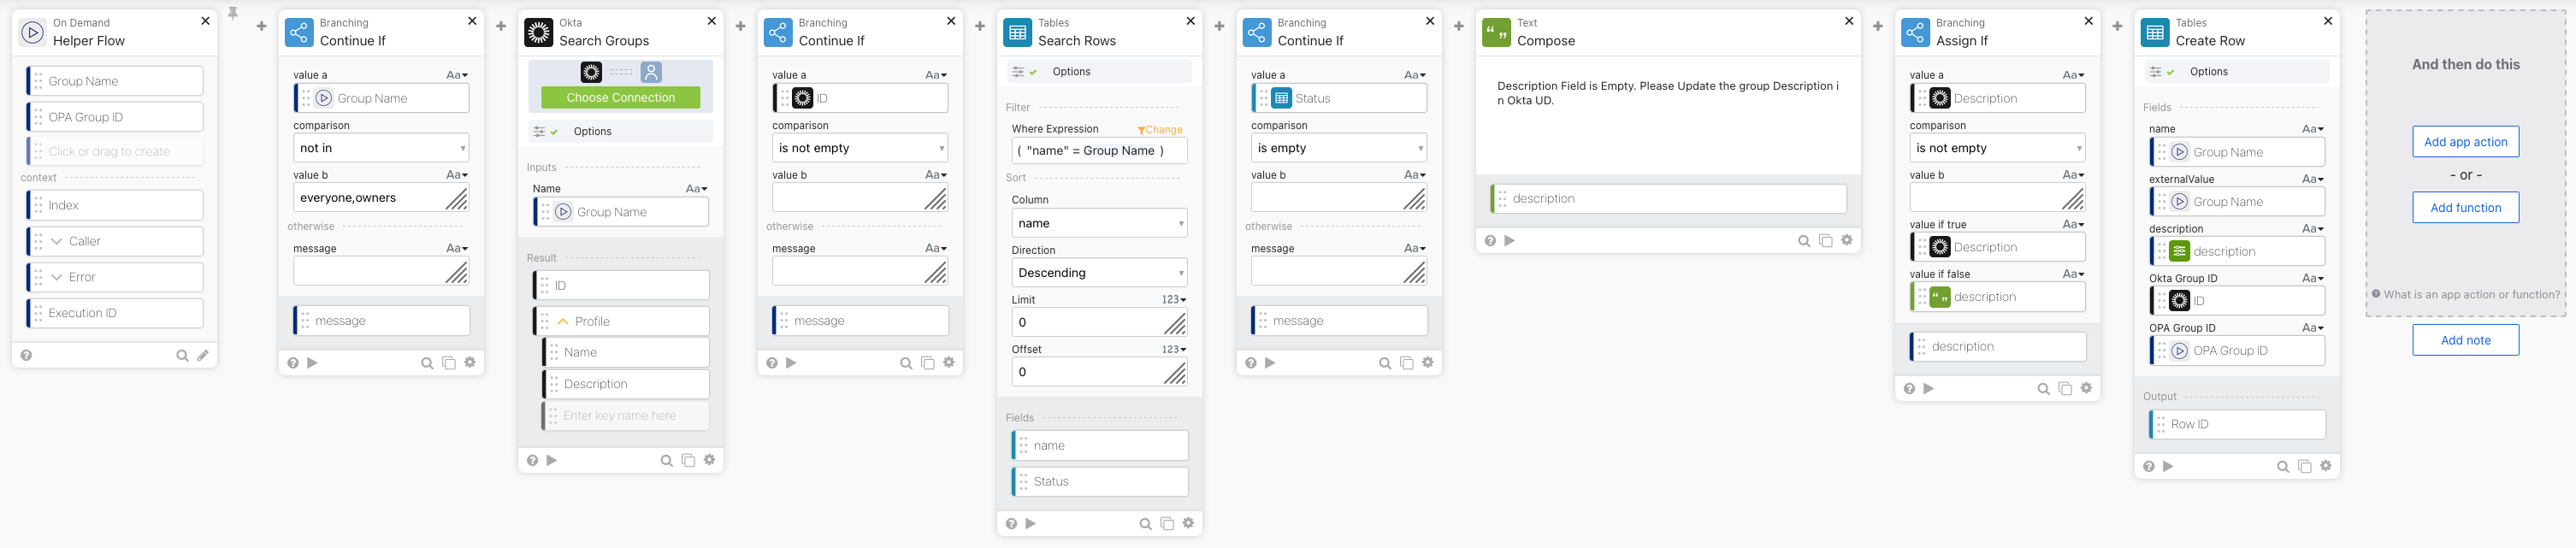 On Demand
Helper Flow
Group Name
OPA Group ID
Click or drag to create
context
Index
Caller
Error
Execution ID
Branching
Continue If
value a
Aa
Group Name
comparison
not in
value b
Aa
everyone,owners
otherwise
message
Aa
message
Okta
Search Groups
Choose Connection
Options
Inputs
Name
Aa
Group Name
Result
ID
Profile
Name
Description
Enter key name here
Branching
Continue If
value a
Aa
ID
comparison
is not empty
value b
Aa
otherwise
message
Aa
message
Tables
Search Rows
Options
Filter
Where Expression
Change
( "name" = Group Name )
Sort
Column
name
Direction
Descending
Limit
123
0
Offset
123
0
Fields
name
Status
Branching
Continue If
value a
Aa
Status
comparison
is empty
value b
Aa
otherwise
message
Aa
message
Text
Compose
Description Field is Empty. Please Update the group Description i
n Okta UD.
description
Branching
Assign If
value a
Aa
Description
comparison
is not empty
value b
Aa
value if true
Aa
Description
value if false
Aa
description
description
Tables
Create Row
Options
Fields
name
Aa
Group Name
externalValue
Aa
Group Name
description
Aa
description
Okta Group ID
Aa
ID
OPA Group ID
Aa
OPA Group ID
Output
Row ID
And then do this
Add app action
- or -
Add function
What is an app action or function?
Add note